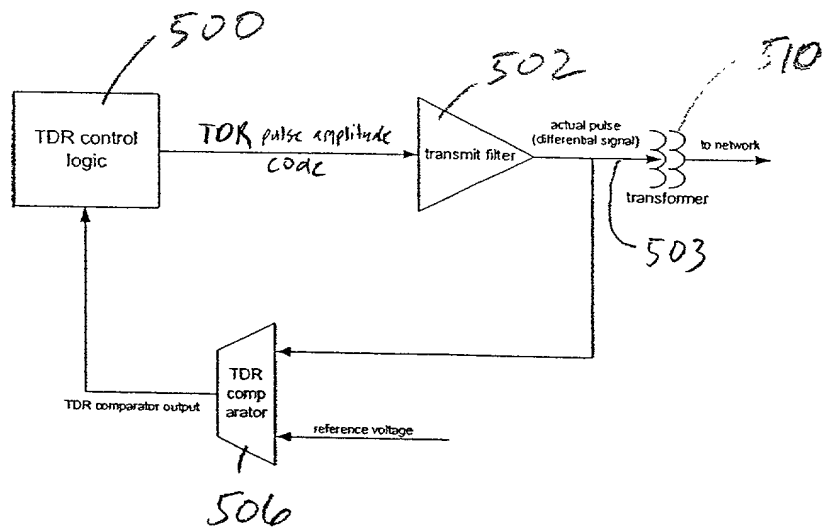 500
502
510
TDR control
logic
TDR pulse amplitude
code
transmit filter
actual pulse
(differential signal)
to network
transformer
503
TDR
comp
arator
TDR comparator output
reference voltage
506